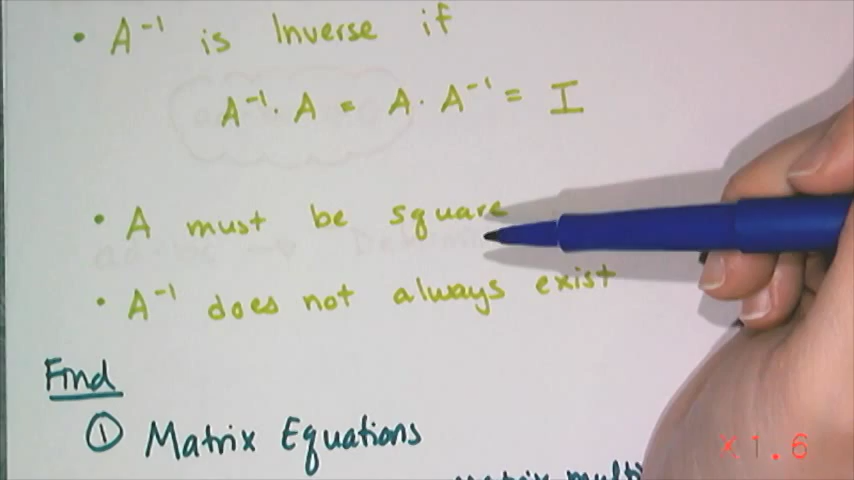 • A⁻¹ is Inverse if
A⁻¹ · A = A · A⁻¹ = I
• A must be square
• A⁻¹ does not always exist
Find
① Matrix Equations
×1.6